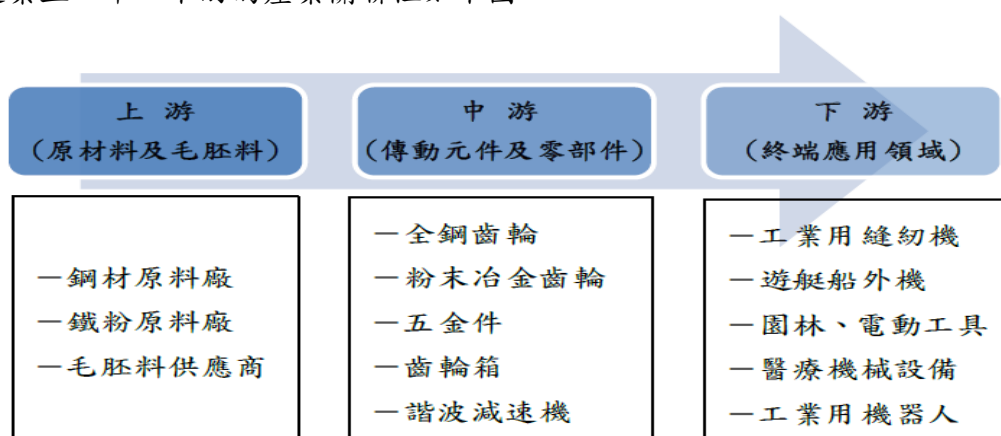 上 游
(原材料及毛胚料)
中 游
(傳動元件及零部件)
下 游
(終端應用領域)
－鋼材原料廠
－鐵粉原料廠
－毛胚料供應商
－全鋼齒輪
－粉末冶金齒輪
－五金件
－齒輪箱
－諧波減速機
－工業用縫紉機
－遊艇船外機
－園林、電動工具
－醫療機械設備
－工業用機器人